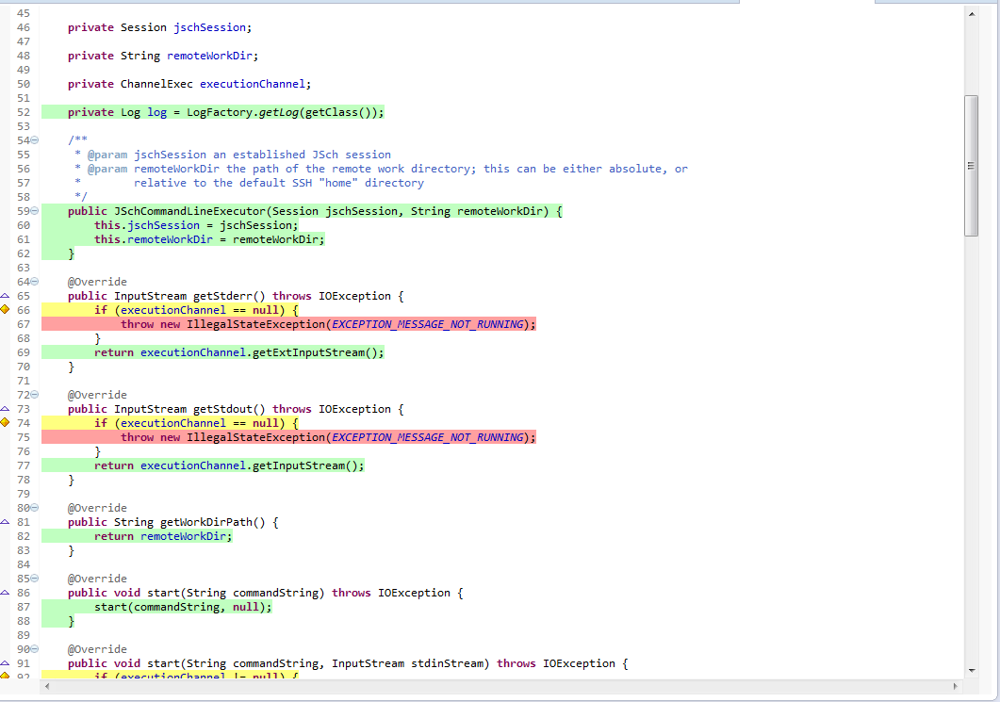 45
46 private Session jschSession;
47
48 private String remoteWorkDir;
49
50 private ChannelExec executionChannel;
51
52 private Log log = LogFactory.getLog(getClass());
53
54 /**
55 * @param jschSession an established JSch session
56 * @param remoteWorkDir the path of the remote work directory; this can be either absolute, or
57 * relative to the default SSH "home" directory
58 */
59 public JSchCommandLineExecutor(Session jschSession, String remoteWorkDir) {
60 this.jschSession = jschSession;
61 this.remoteWorkDir = remoteWorkDir;
62 }
63
64 @Override
65 public InputStream getStderr() throws IOException {
66 if (executionChannel == null) {
67 throw new IllegalStateException(EXCEPTION_MESSAGE_NOT_RUNNING);
68 }
69 return executionChannel.getExtInputStream();
70 }
71
72 @Override
73 public InputStream getStdout() throws IOException {
74 if (executionChannel == null) {
75 throw new IllegalStateException(EXCEPTION_MESSAGE_NOT_RUNNING);
76 }
77 return executionChannel.getInputStream();
78 }
79
80 @Override
81 public String getWorkDirPath() {
82 return remoteWorkDir;
83 }
84
85 @Override
86 public void start(String commandString) throws IOException {
87 start(commandString, null);
88 }
89
90 @Override
91 public void start(String commandString, InputStream stdinStream) throws IOException {
92 if (executionChannel != null) {